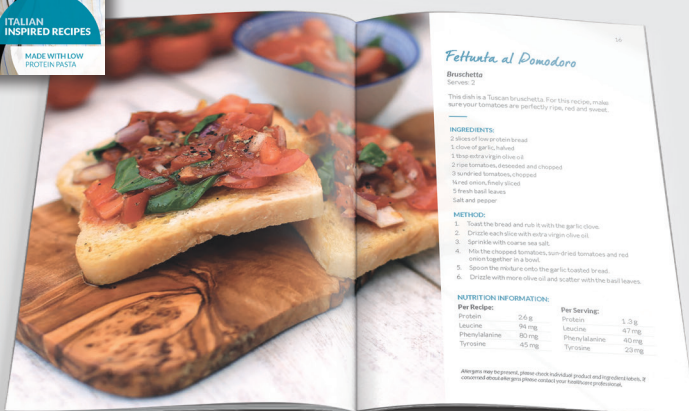 ITALIAN
INSPIRED RECIPES
MADE WITH LOW
PROTEIN PASTA
16
Fettunta al Pomodoro
Bruschetta
Serves: 2
This dish is a Tuscan bruschetta. For this recipe, make
sure your tomatoes are perfectly ripe, red and sweet.
INGREDIENTS:
2 slices of low protein bread
1 clove of garlic, halved
1 tbsp extra virgin olive oil
2 ripe tomatoes, deseeded and chopped
3 sundried tomatoes, chopped
¼ red onion, finely sliced
5 fresh basil leaves
Salt and pepper
METHOD:
1. Toast the bread and rub it with the garlic clove.
2. Drizzle each slice with extra virgin olive oil.
3. Sprinkle with coarse sea salt.
4. Mix the chopped tomatoes, sun-dried tomatoes and red
onion together in a bowl.
5. Spoon the mixture onto the garlic toasted bread.
6. Drizzle with more olive oil and scatter with the basil leaves.
NUTRITION INFORMATION:
Per Recipe:
Protein 2.6 g
Leucine 94 mg
Phenylalanine 80 mg
Tyrosine 45 mg
Per Serving:
Protein 1.3 g
Leucine 47 mg
Phenylalanine 40 mg
Tyrosine 23 mg
Allergens may be present, please check individual product and ingredient labels. If
concerned about allergens please contact your healthcare professional.